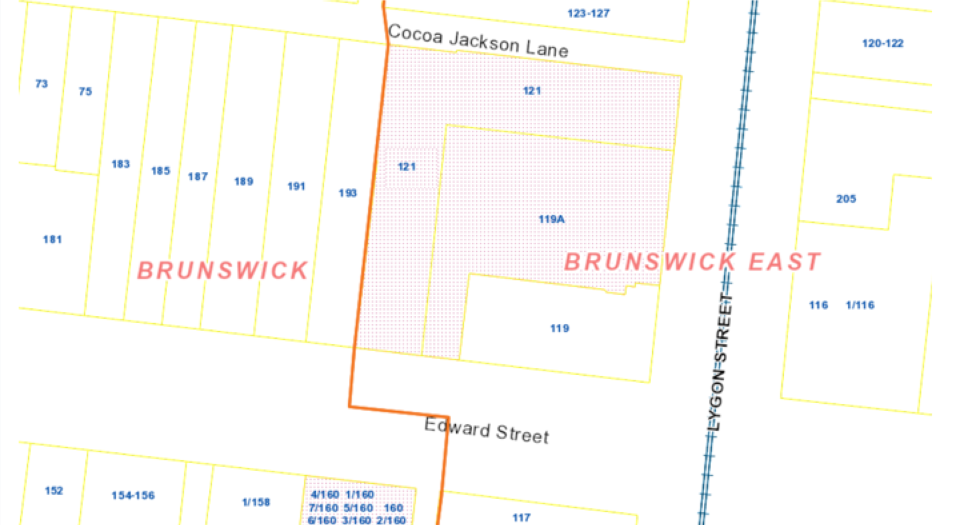 123-127
120-122
Cocoa Jackson Lane
73
75
121
183
185
187
189
191
193
121
205
181
119A
BRUNSWICK
BRUNSWICK EAST
116
1/116
119
LYGON STREET
Edward Street
152
154-156
1/158
4/160 1/160
7/160 5/160 160
6/160 3/160 2/160
117